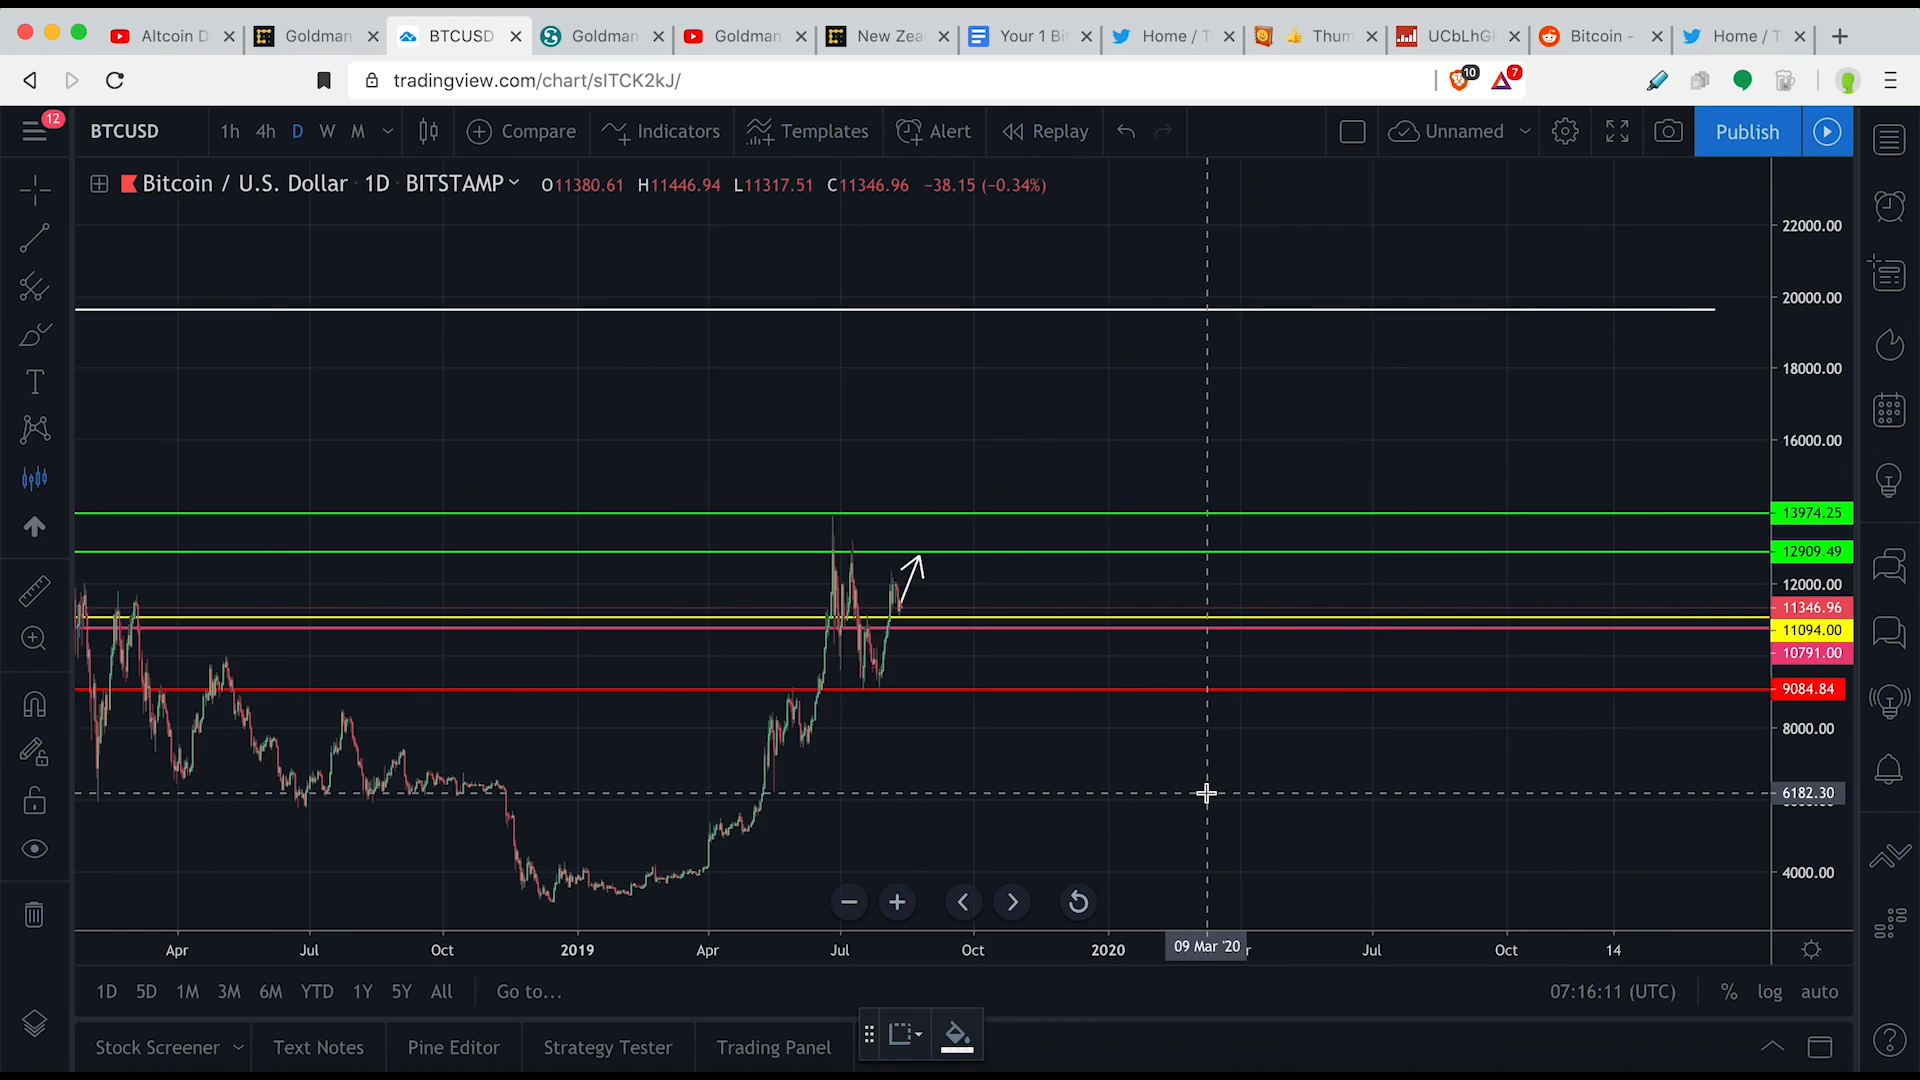 Altcoin D
Goldman
BTCUSD
Goldman
Goldman
New Zea
Your 1 Bit
Home / T
Thum
UCbLhGK
Bitcoin -
Home / T
tradingview.com/chart/sITCK2kJ/
10
7
12
BTCUSD
1h 4h D W M
Compare
Indicators
Templates
Alert
Replay
Unnamed
Publish
Bitcoin / U.S. Dollar · 1D · BITSTAMP
O11380.61 H11446.94 L11317.51 C11346.96 −38.15 (−0.34%)
22000.00
20000.00
18000.00
16000.00
13974.25
12909.49
12000.00
11346.96
11094.00
10791.00
9084.84
8000.00
6182.30
4000.00
Apr Jul Oct 2019 Apr Jul Oct 2020 09 Mar '20 Jul Oct 14
1D 5D 1M 3M 6M YTD 1Y 5Y All Go to...
07:16:11 (UTC) % log auto
Stock Screener Text Notes Pine Editor Strategy Tester Trading Panel